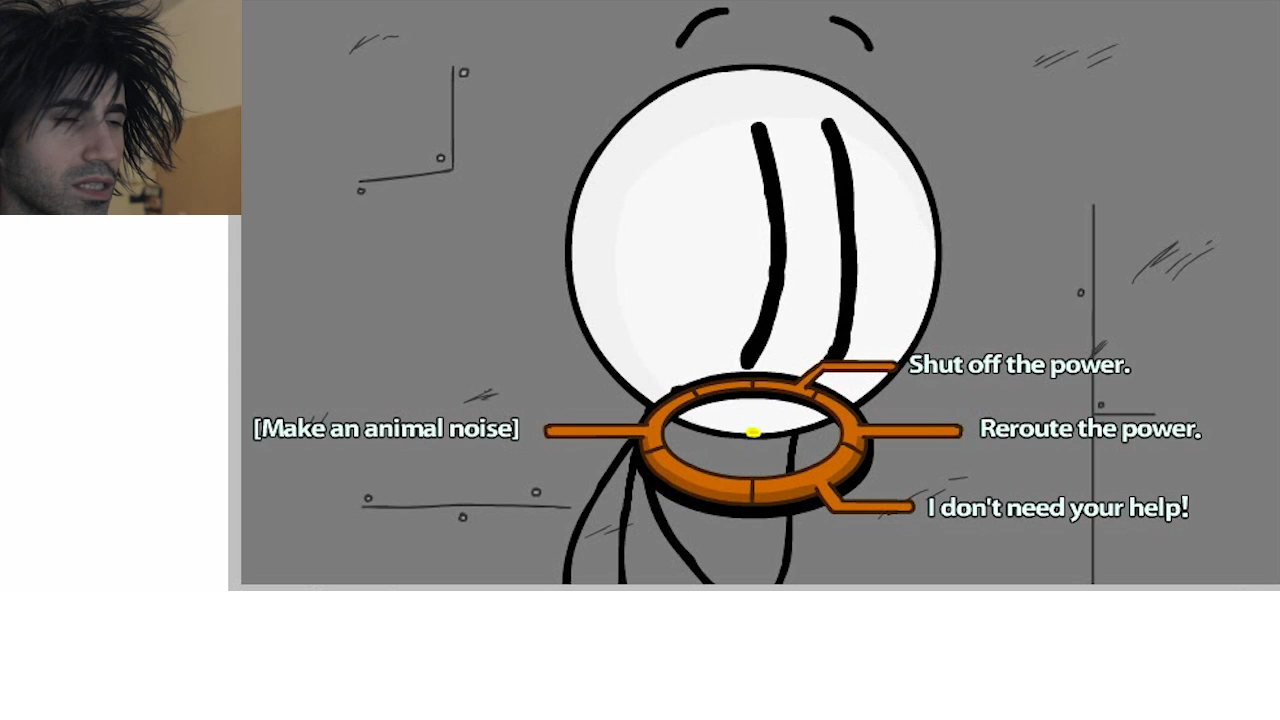 Shut off the power.
[Make an animal noise]
Reroute the power.
I don't need your help!